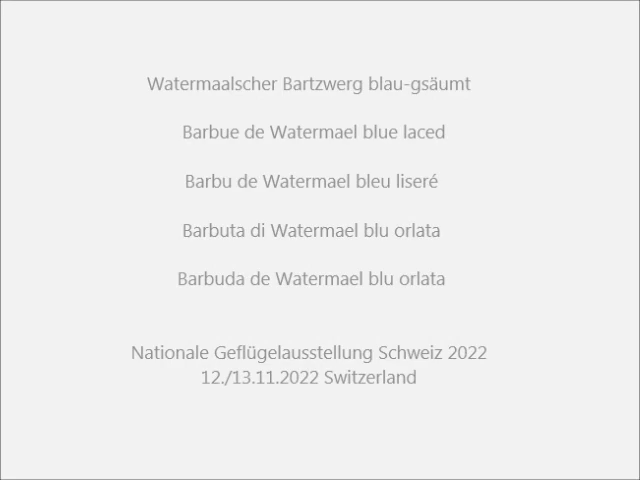 Watermaalscher Bartzwerg blau-gsäumt
Barbue de Watermael blue laced
Barbu de Watermael bleu liseré
Barbuta di Watermael blu orlata
Barbuda de Watermael blu orlata
Nationale Geflügelausstellung Schweiz 2022
12./13.11.2022 Switzerland